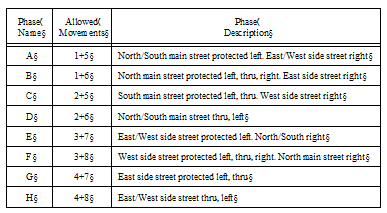 Phase( Allowed( Phase(
Name§ Movements§ Description§
A§ 1+5§ North/South main street protected left. East/West side street right§
B§ 1+6§ North main street protected left, thru, right. East side street right§
C§ 2+5§ South main street protected left, thru. West side street right§
D§ 2+6§ North/South main street thru, left§
E§ 3+7§ East/West side street protected left. North/South right§
F§ 3+8§ West side street protected left, thru, right. North main street right§
G§ 4+7§ East side street protected left, thru§
H§ 4+8§ East/West side street thru, left§